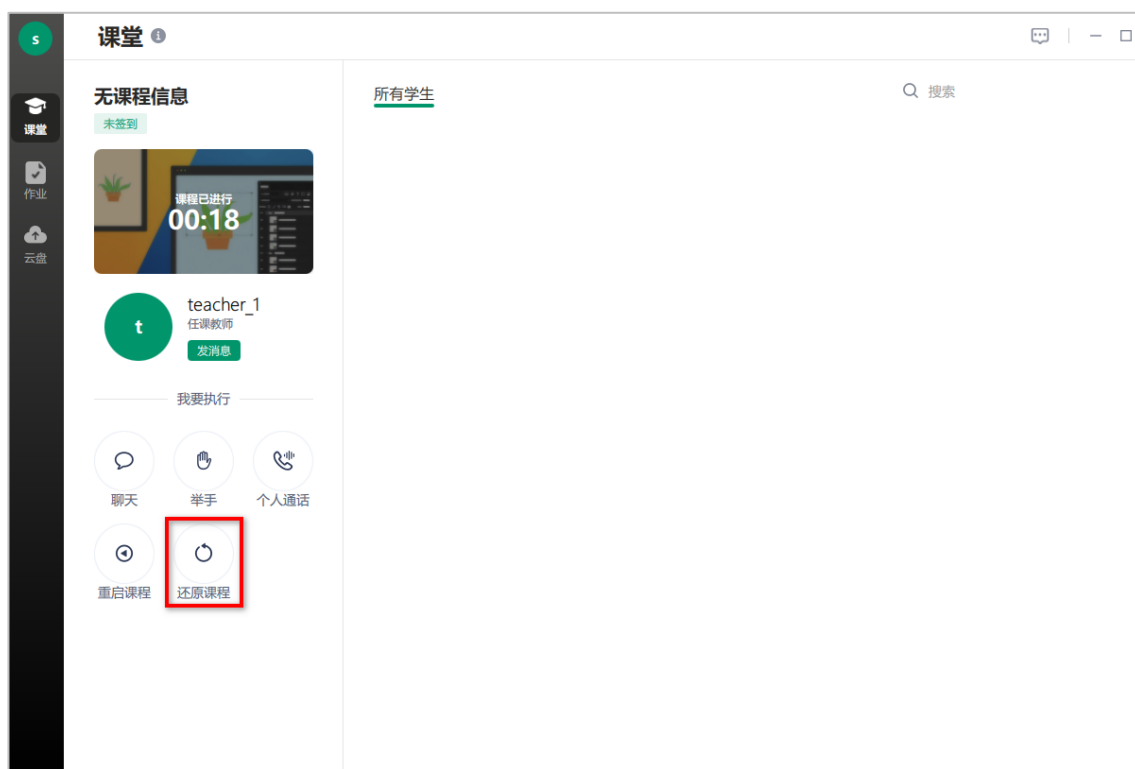 s
课堂
课堂
作业
云盘
无课程信息
未签到
课程已进行
00:18
t
teacher_1
任课教师
发消息
我要执行
聊天
举手
个人通话
重启课程
还原课程
所有学生
搜索